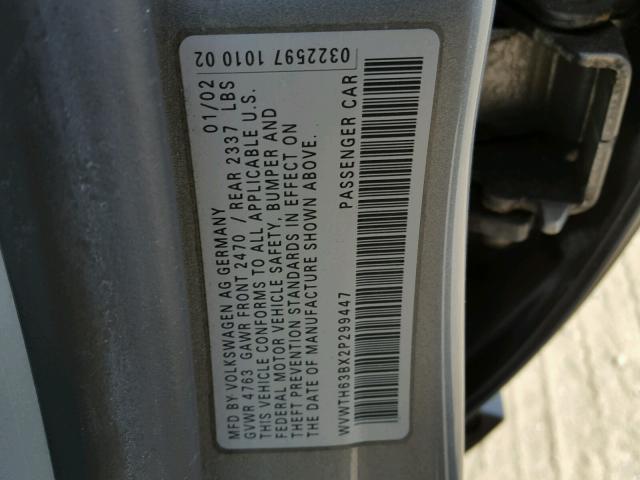 MFD BY VOLKSWAGEN AG GERMANY 01/02
GVWR 4763 GAWR FRONT 2470 / REAR 2337 LBS
THIS VEHICLE CONFORMS TO ALL APPLICABLE U.S.
FEDERAL MOTOR VEHICLE SAFETY, BUMPER AND
THEFT PREVENTION STANDARDS IN EFFECT ON
THE DATE OF MANUFACTURE SHOWN ABOVE.
WVWTH63BX2P299447 PASSENGER CAR
0322597 1010 02